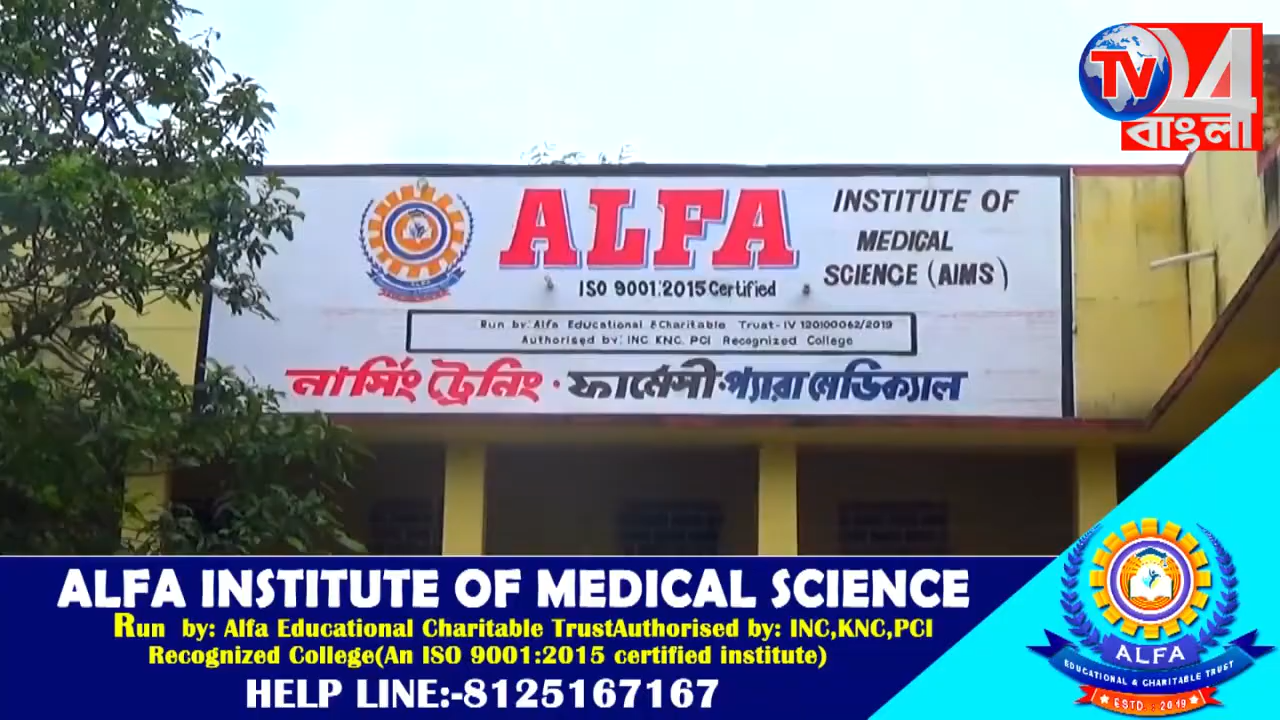 TV 24
বাংলা
ALFA
INSTITUTE OF
MEDICAL
SCIENCE (AIMS)
ISO 9001:2015 Certified
Run by: Alfa Educational & Charitable Trust-IV 120100062/2019
Authorised by: INC KNC. PCI Recognized College
নার্সিং ট্রেনিং · ফার্মেসী প্যারা মেডিক্যাল
ALFA INSTITUTE OF MEDICAL SCIENCE
Run by: Alfa Educational Charitable TrustAuthorised by: INC,KNC,PCI
Recognized College(An ISO 9001:2015 certified institute)
HELP LINE:-8125167167
ALFA
EDUCATIONAL & CHARITABLE TRUST
ESTD : 2019